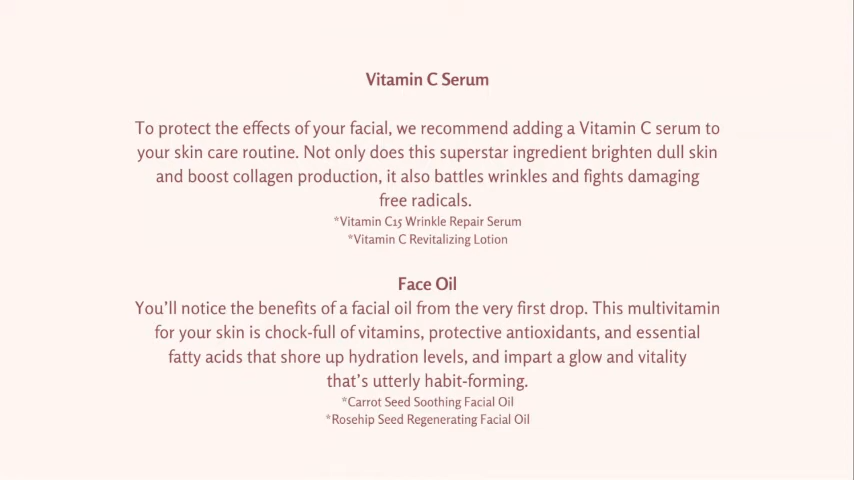 Vitamin C Serum
To protect the effects of your facial, we recommend adding a Vitamin C serum to
your skin care routine. Not only does this superstar ingredient brighten dull skin
and boost collagen production, it also battles wrinkles and fights damaging
free radicals.
*Vitamin C15 Wrinkle Repair Serum
*Vitamin C Revitalizing Lotion
Face Oil
You’ll notice the benefits of a facial oil from the very first drop. This multivitamin
for your skin is chock-full of vitamins, protective antioxidants, and essential
fatty acids that shore up hydration levels, and impart a glow and vitality
that’s utterly habit-forming.
*Carrot Seed Soothing Facial Oil
*Rosehip Seed Regenerating Facial Oil